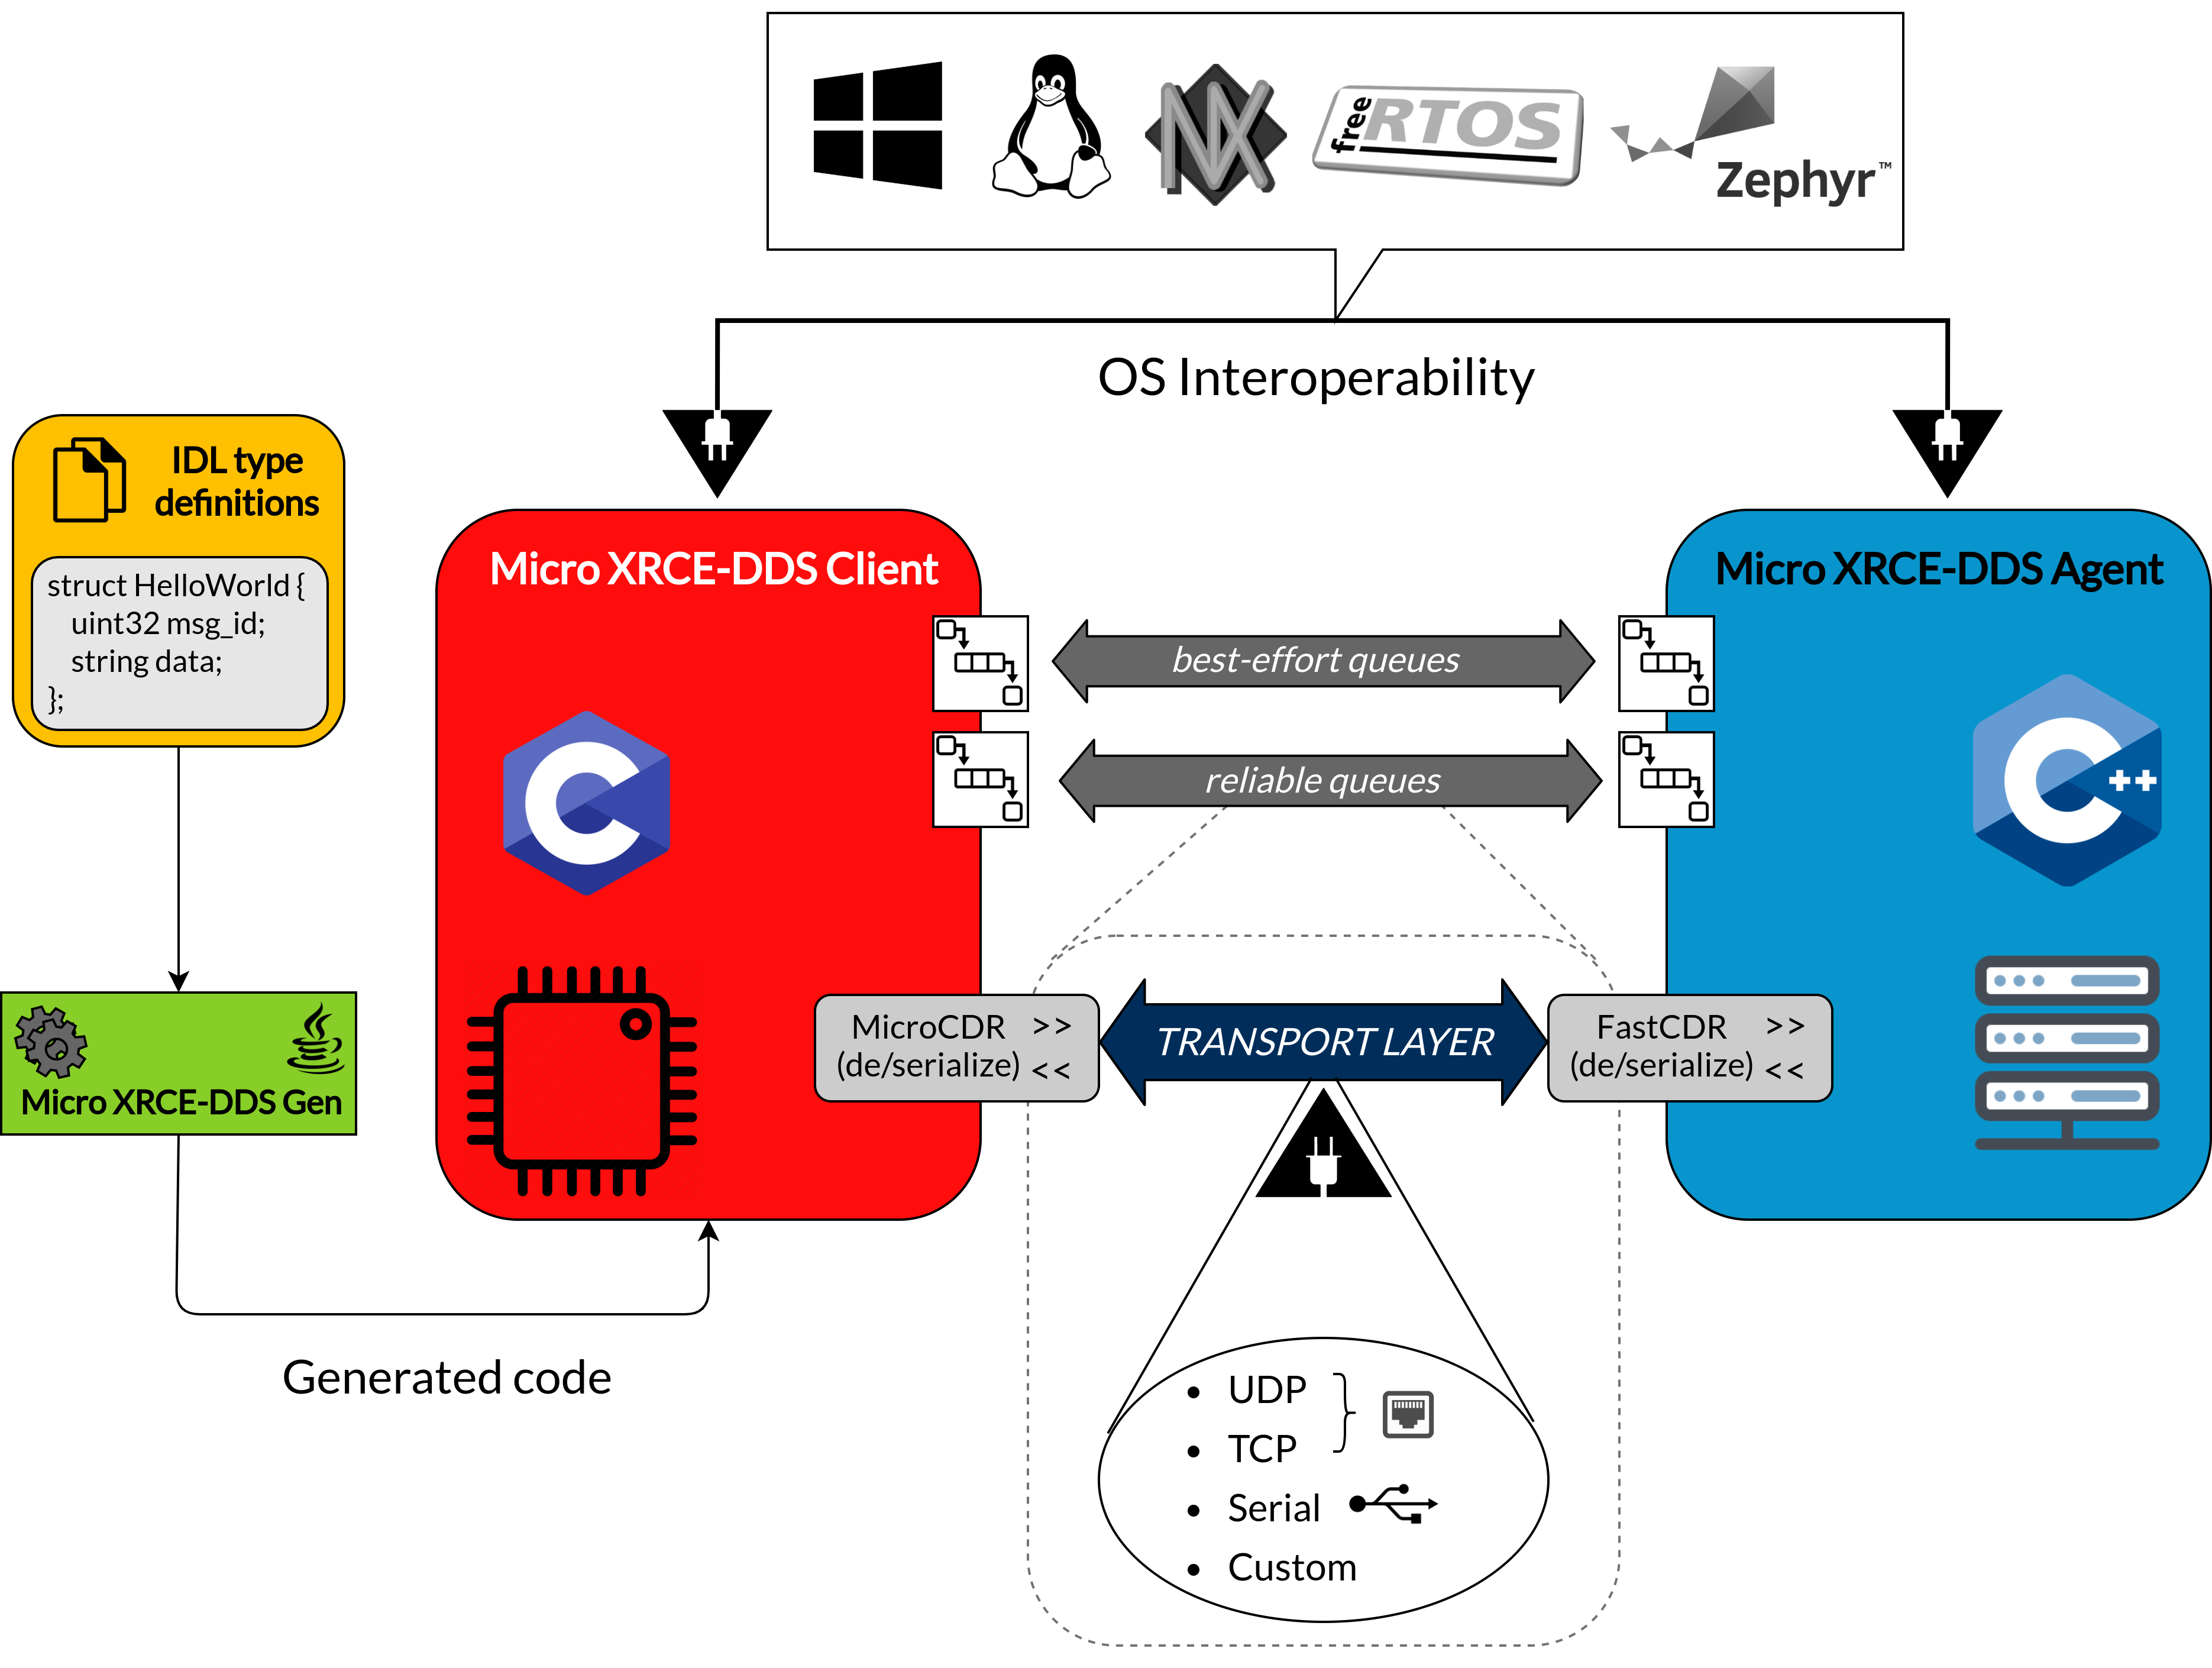 free RTOS
Zephyr™
OS Interoperability
IDL type
definitions
struct HelloWorld {
uint32 msg_id;
string data;
};
Micro XRCE-DDS Client
Micro XRCE-DDS Agent
best-effort queues
reliable queues
C
C++
Micro XRCE-DDS Gen
MicroCDR >>
(de/serialize) <<
TRANSPORT LAYER
FastCDR >>
(de/serialize) <<
Generated code
• UDP
• TCP
• Serial
• Custom